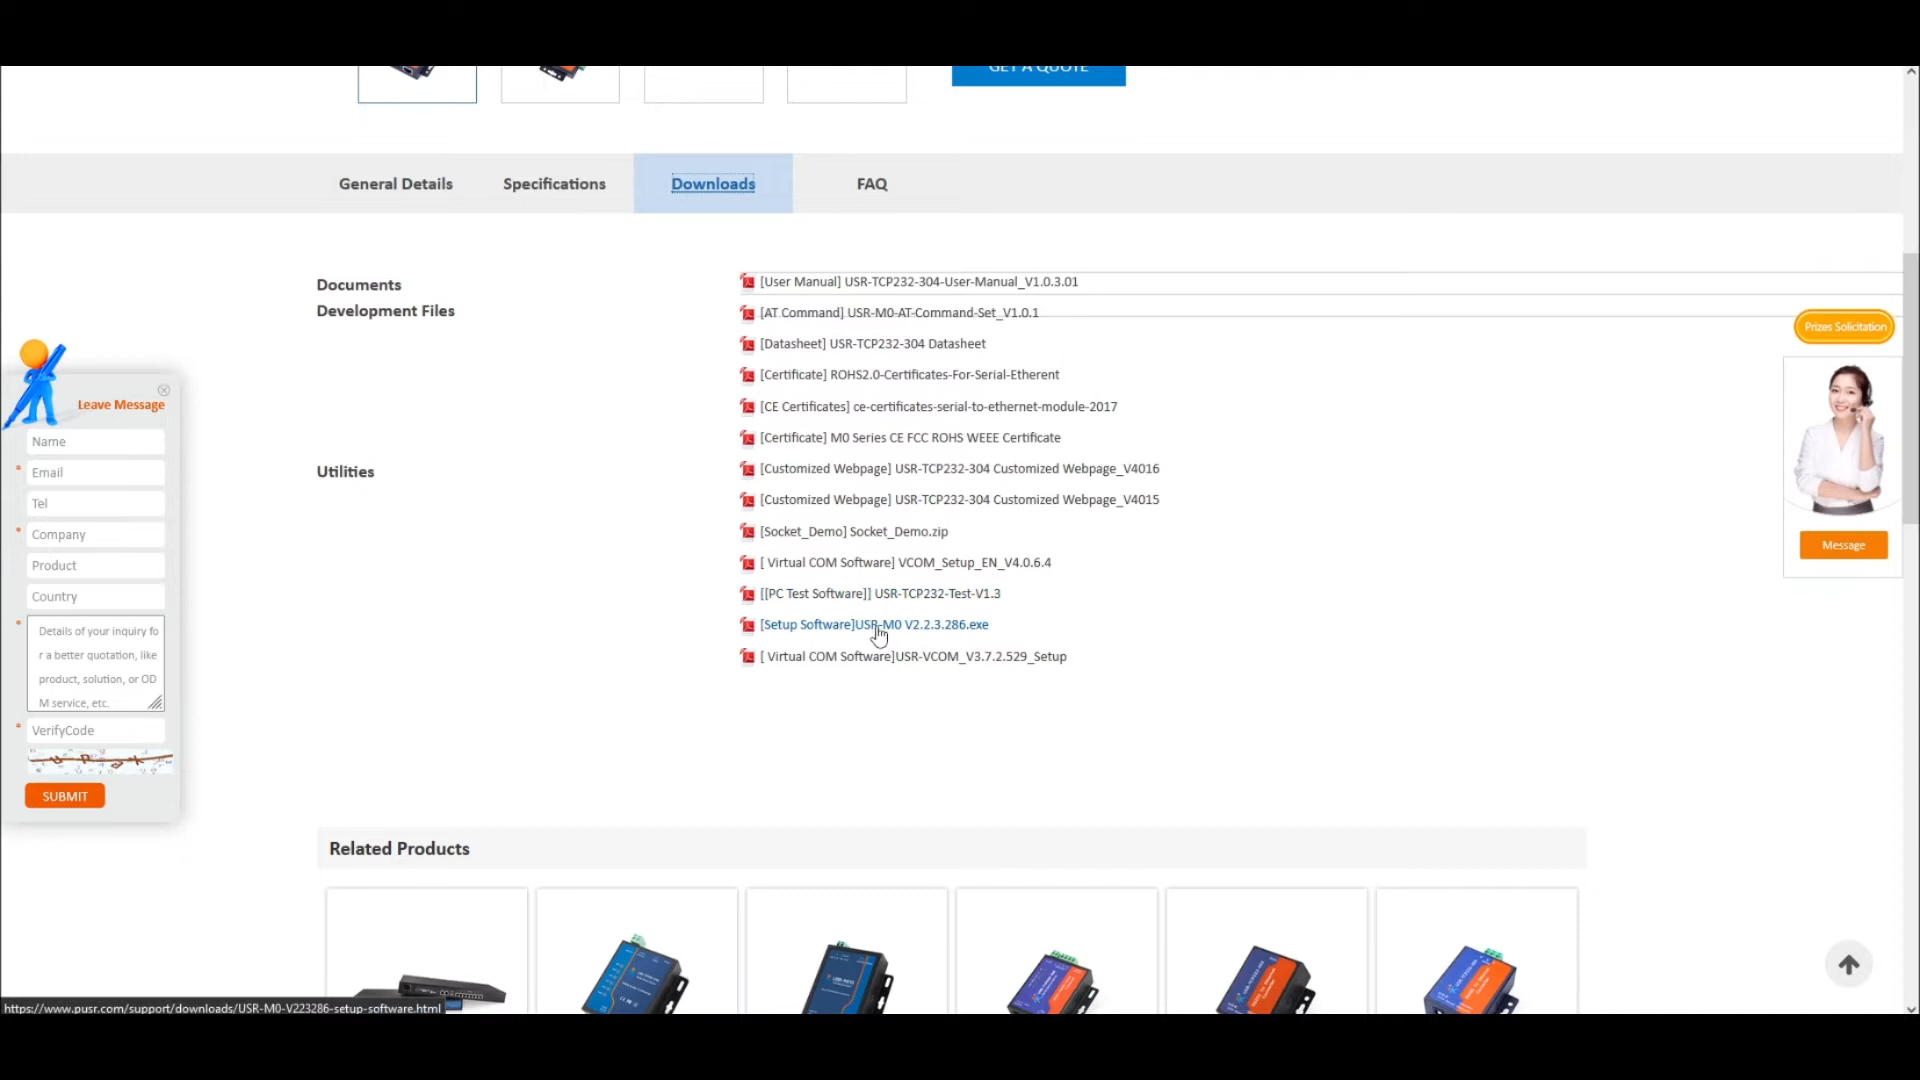 GET A QUOTE
General Details
Specifications
Downloads
FAQ
Documents
Development Files
Utilities
[User Manual] USR-TCP232-304-User-Manual_V1.0.3.01
[AT Command] USR-M0-AT-Command-Set_V1.0.1
[Datasheet] USR-TCP232-304 Datasheet
[Certificate] ROHS2.0-Certificates-For-Serial-Etherent
[CE Certificates] ce-certificates-serial-to-ethernet-module-2017
[Certificate] M0 Series CE FCC ROHS WEEE Certificate
[Customized Webpage] USR-TCP232-304 Customized Webpage_V4016
[Customized Webpage] USR-TCP232-304 Customized Webpage_V4015
[Socket_Demo] Socket_Demo.zip
[ Virtual COM Software] VCOM_Setup_EN_V4.0.6.4
[[PC Test Software]] USR-TCP232-Test-V1.3
[Setup Software]USR-M0 V2.2.3.286.exe
[ Virtual COM Software]USR-VCOM_V3.7.2.529_Setup
Leave Message
Name
* Email
Tel
* Company
Product
Country
* Details of your inquiry fo
r a better quotation, like
product, solution, or OD
M service, etc.
* VerifyCode
SUBMIT
Prizes Solicitation
Message
Related Products
https://www.pusr.com/support/downloads/USR-M0-V223286-setup-software.html